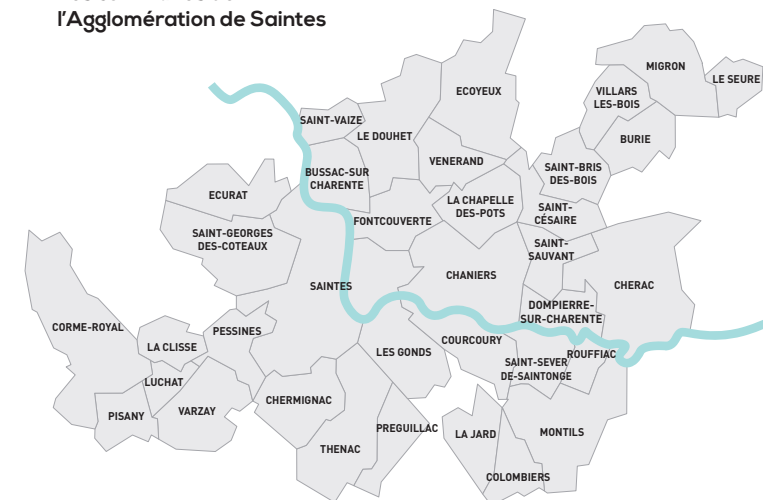 l'Agglomération de Saintes
MIGRON
LE SEURE
ECOYEUX
VILLARS
LES-BOIS
SAINT-VAIZE
LE DOUHET
BURIE
VENERAND
SAINT-BRIS
DES-BOIS
BUSSAC-SUR
CHARENTE
ECURAT
LA CHAPELLE
DES-POTS
SAINT-
CÉSAIRE
FONTCOUVERTE
SAINT-GEORGES
DES-COTEAUX
SAINT-
SAUVANT
CHANIERS
SAINTES
CHERAC
DOMPIERRE-
SUR-CHARENTE
CORME-ROYAL
PESSINES
LA CLISSE
COURCOURY
LES GONDS
ROUFFIAC
SAINT-SEVER
DE-SAINTONGE
LUCHAT
CHERMIGNAC
PISANY
VARZAY
PREGUILLAC
LA JARD
MONTILS
THENAC
COLOMBIERS